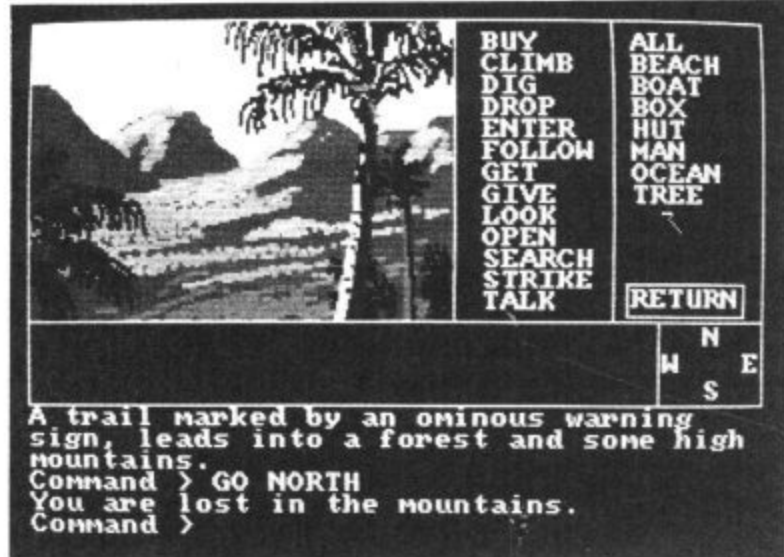 BUY
CLIMB
DIG
DROP
ENTER
FOLLOW
GET
GIVE
LOOK
OPEN
SEARCH
STRIKE
TALK
ALL
BEACH
BOAT
BOX
HUT
MAN
OCEAN
TREE
RETURN
N
W E
S
A trail marked by an ominous warning
sign, leads into a forest and some high
mountains.
Command > GO NORTH
You are lost in the mountains.
Command >